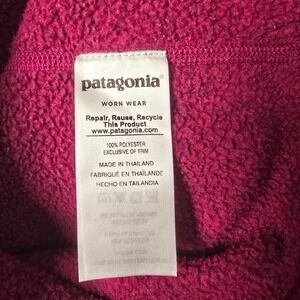 patagonia®
WORN WEAR
Repair, Reuse, Recycle
This Product
www.patagonia.com
100% POLYESTER
EXCLUSIVE OF TRIM
MADE IN THAILAND
FABRIQUÉ EN THAÏLANDE
HECHO EN TAILANDIA